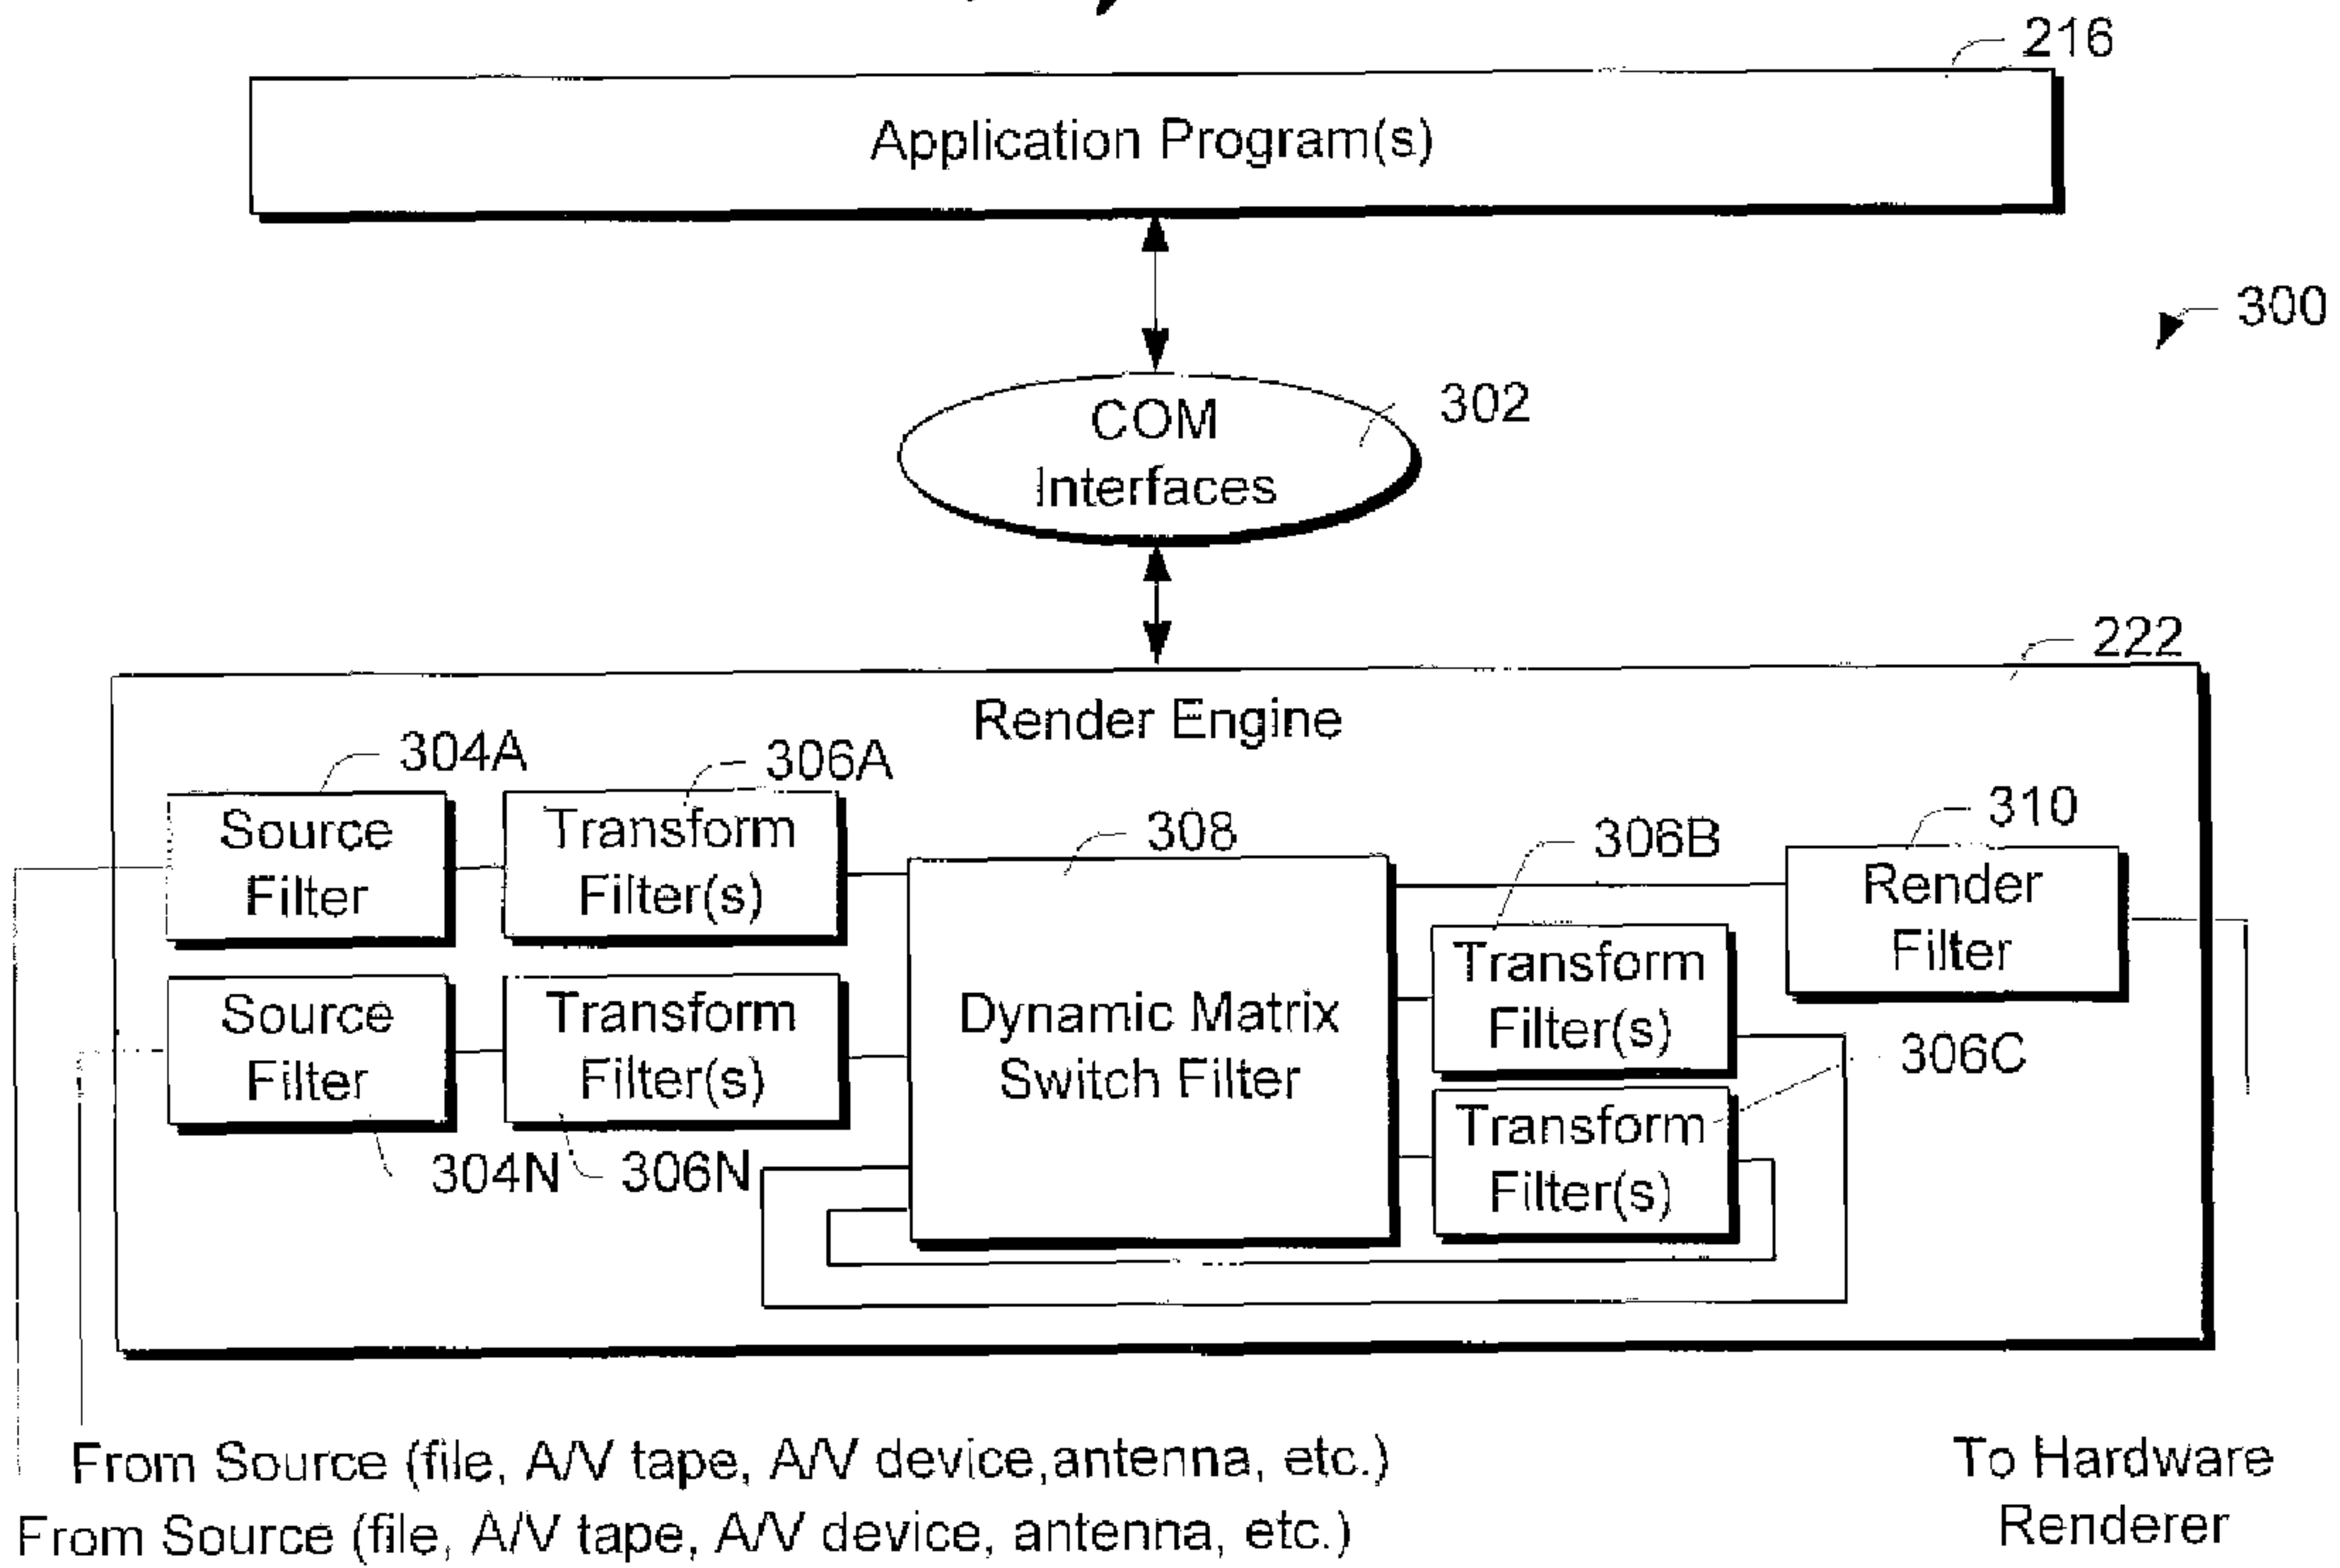 216
Application Program(s)
300
COM
Interfaces
302
222
Render Engine
304A
306A
308
306B
310
Source
Filter
Transform
Filter(s)
Render
Filter
Source
Filter
Transform
Filter(s)
Dynamic Matrix
Switch Filter
Transform
Filter(s)
306C
Transform
Filter(s)
304N
306N
From Source (file, A/V tape, A/V device,antenna, etc.)
From Source (file, A/V tape, A/V device, antenna, etc.)
To Hardware
Renderer